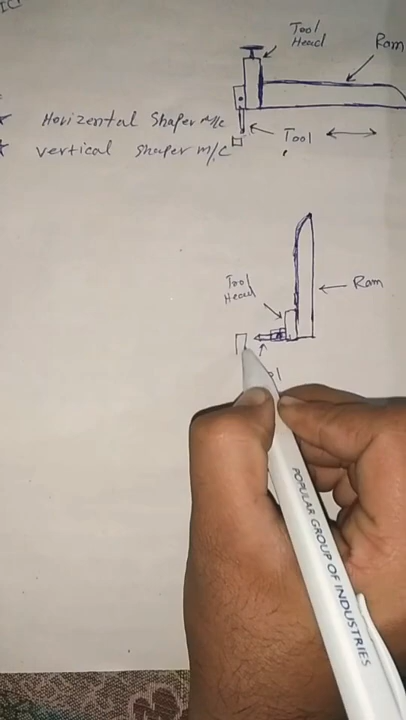 Tool
Head
Ram
Horizental Shaper M/c
Tool
vertical shaper m/c
Tool
Head
Ram
POPULAR GROUP OF INDUSTRIES